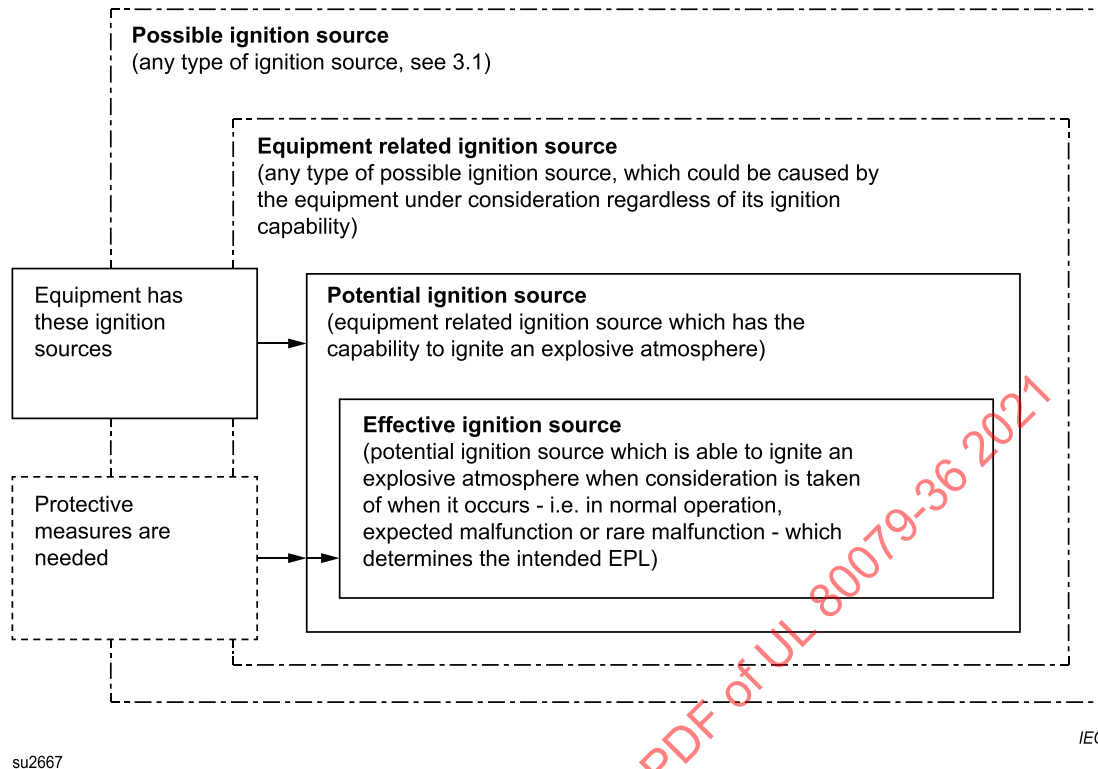 Possible ignition source
(any type of ignition source, see 3.1)
Equipment related ignition source
(any type of possible ignition source, which could be caused by
the equipment under consideration regardless of its ignition
capability)
Equipment has
these ignition
sources
Potential ignition source
(equipment related ignition source which has the
capability to ignite an explosive atmosphere)
Effective ignition source
(potential ignition source which is able to ignite an
explosive atmosphere when consideration is taken
of when it occurs - i.e. in normal operation,
expected malfunction or rare malfunction - which
determines the intended EPL)
Protective
measures are
needed
PDF of UL 80079-36 2021
IEC
su2667